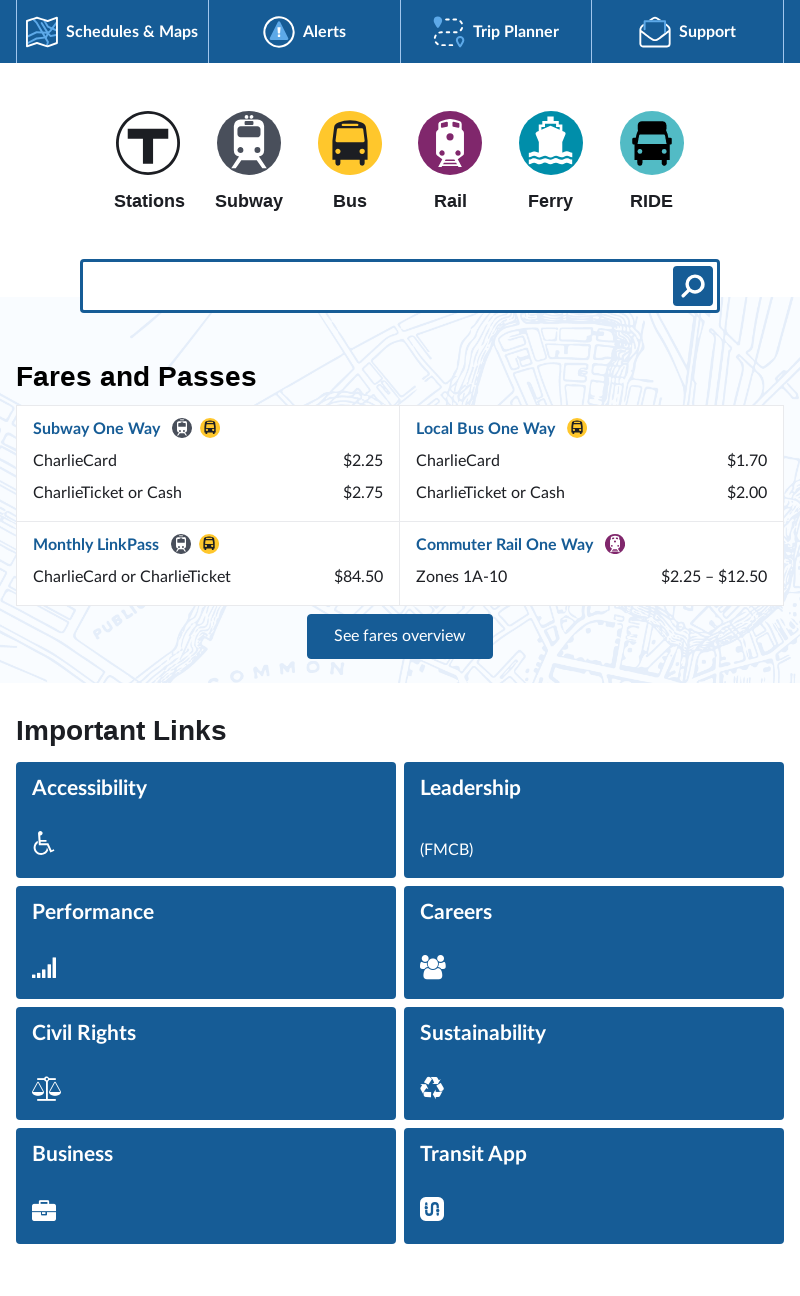 Schedules & Maps
Alerts
Trip Planner
Support
Stations
Subway
Bus
Rail
Ferry
RIDE
Fares and Passes
Subway One Way
CharlieCard $2.25
CharlieTicket or Cash $2.75
Local Bus One Way
CharlieCard $1.70
CharlieTicket or Cash $2.00
Monthly LinkPass
CharlieCard or CharlieTicket $84.50
Commuter Rail One Way
Zones 1A-10 $2.25 – $12.50
See fares overview
COMMON
Important Links
Accessibility
Leadership
(FMCB)
Performance
Careers
Civil Rights
Sustainability
Business
Transit App